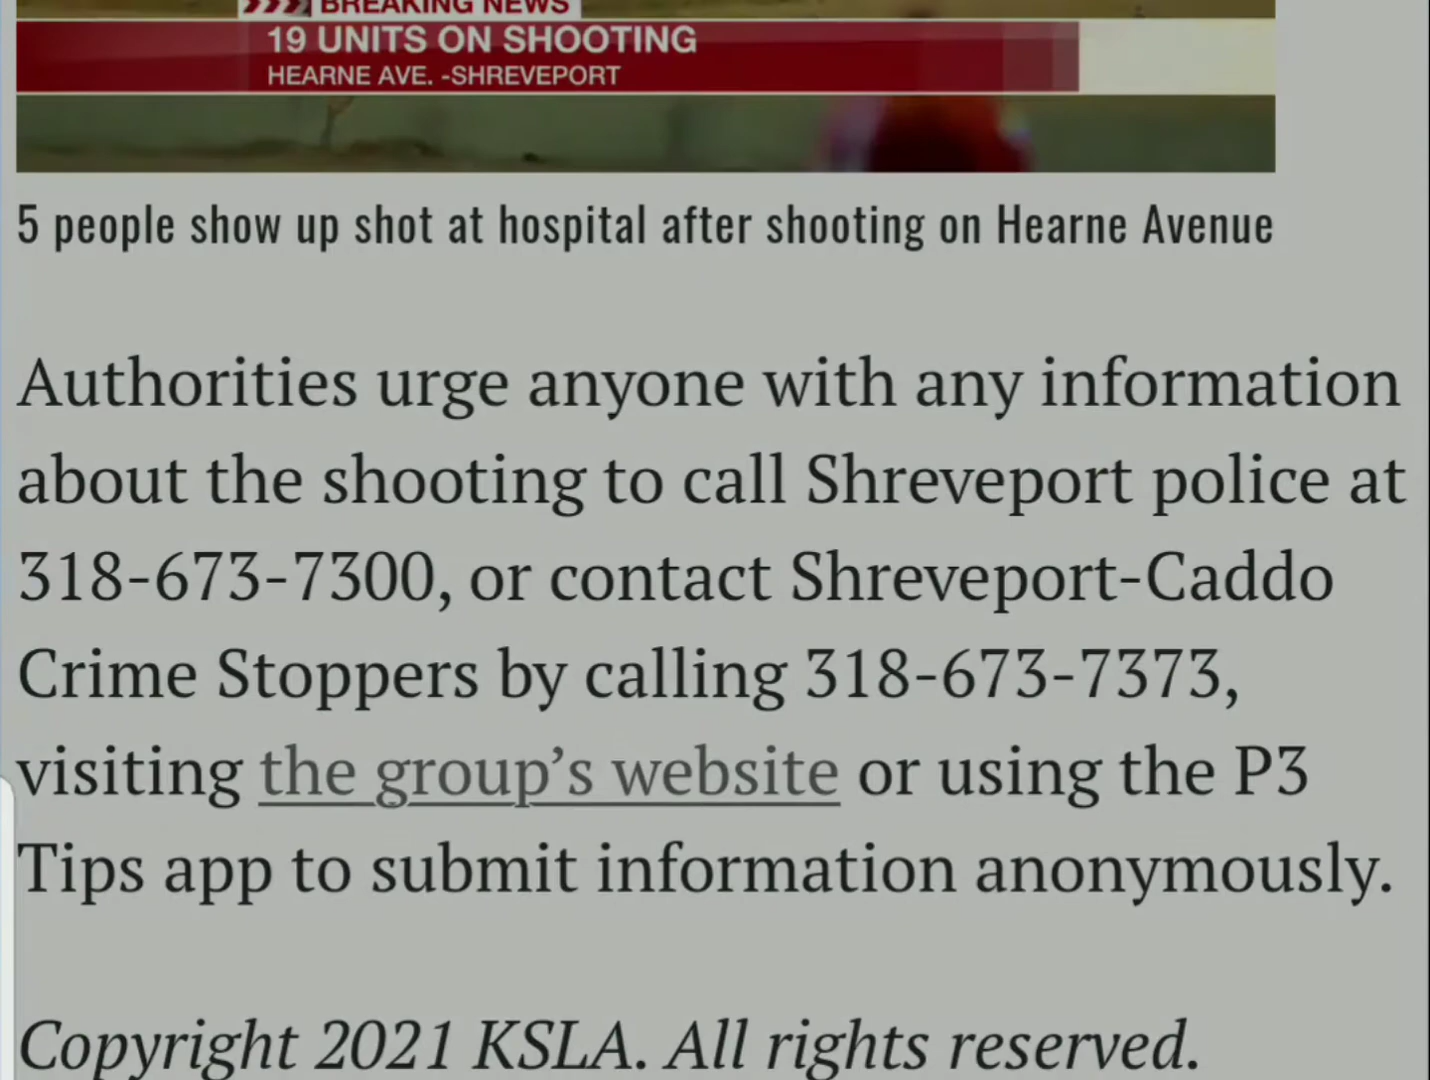 BREAKING NEWS
19 UNITS ON SHOOTING
HEARNE AVE. -SHREVEPORT
5 people show up shot at hospital after shooting on Hearne Avenue
Authorities urge anyone with any information
about the shooting to call Shreveport police at
318-673-7300, or contact Shreveport-Caddo
Crime Stoppers by calling 318-673-7373,
visiting the group’s website or using the P3
Tips app to submit information anonymously.
Copyright 2021 KSLA. All rights reserved.